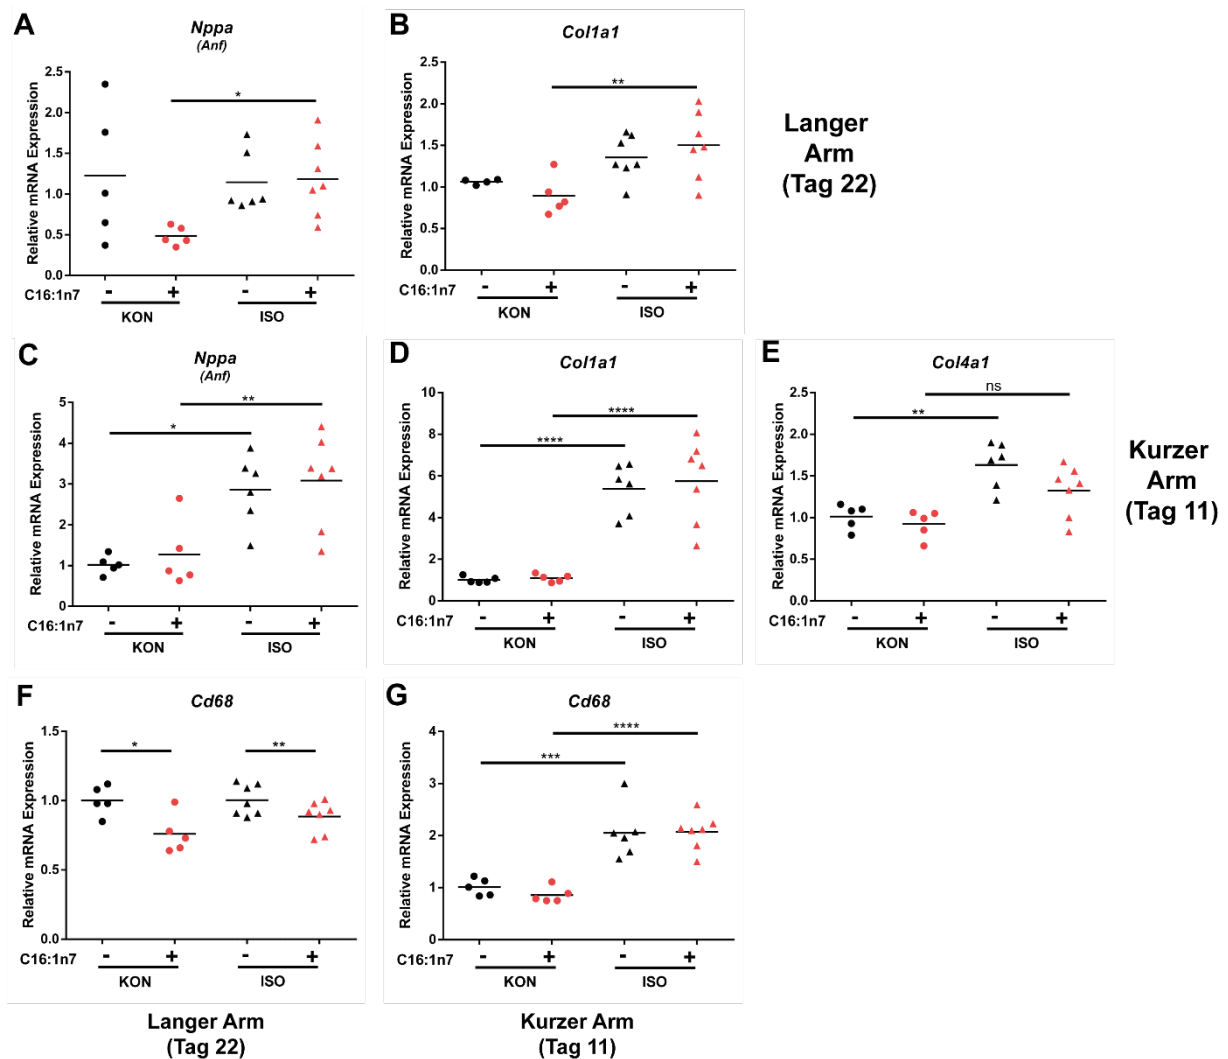 A
Nppa
(Anf)
Relative mRNA Expression
2.5
2.0
1.5
1.0
0.5
0.0
*
C16:1n7
- + - +
KON ISO
B
Col1a1
Relative mRNA Expression
2.5
2.0
1.5
1.0
0.5
0.0
**
C16:1n7
- + - +
KON ISO
Langer
Arm
(Tag 22)
C
Nppa
(Anf)
Relative mRNA Expression
5
4
3
2
1
0
**
*
C16:1n7
- + - +
KON ISO
D
Col1a1
Relative mRNA Expression
10
8
6
4
2
0
****
****
C16:1n7
- + - +
KON ISO
E
Col4a1
Relative mRNA Expression
2.5
2.0
1.5
1.0
0.5
0.0
ns
**
C16:1n7
- + - +
KON ISO
Kurzer
Arm
(Tag 11)
F
Cd68
Relative mRNA Expression
1.5
1.0
0.5
0.0
* **
C16:1n7
- + - +
KON ISO
Langer Arm
(Tag 22)
G
Cd68
Relative mRNA Expression
4
3
2
1
0
****
***
C16:1n7
- + - +
KON ISO
Kurzer Arm
(Tag 11)